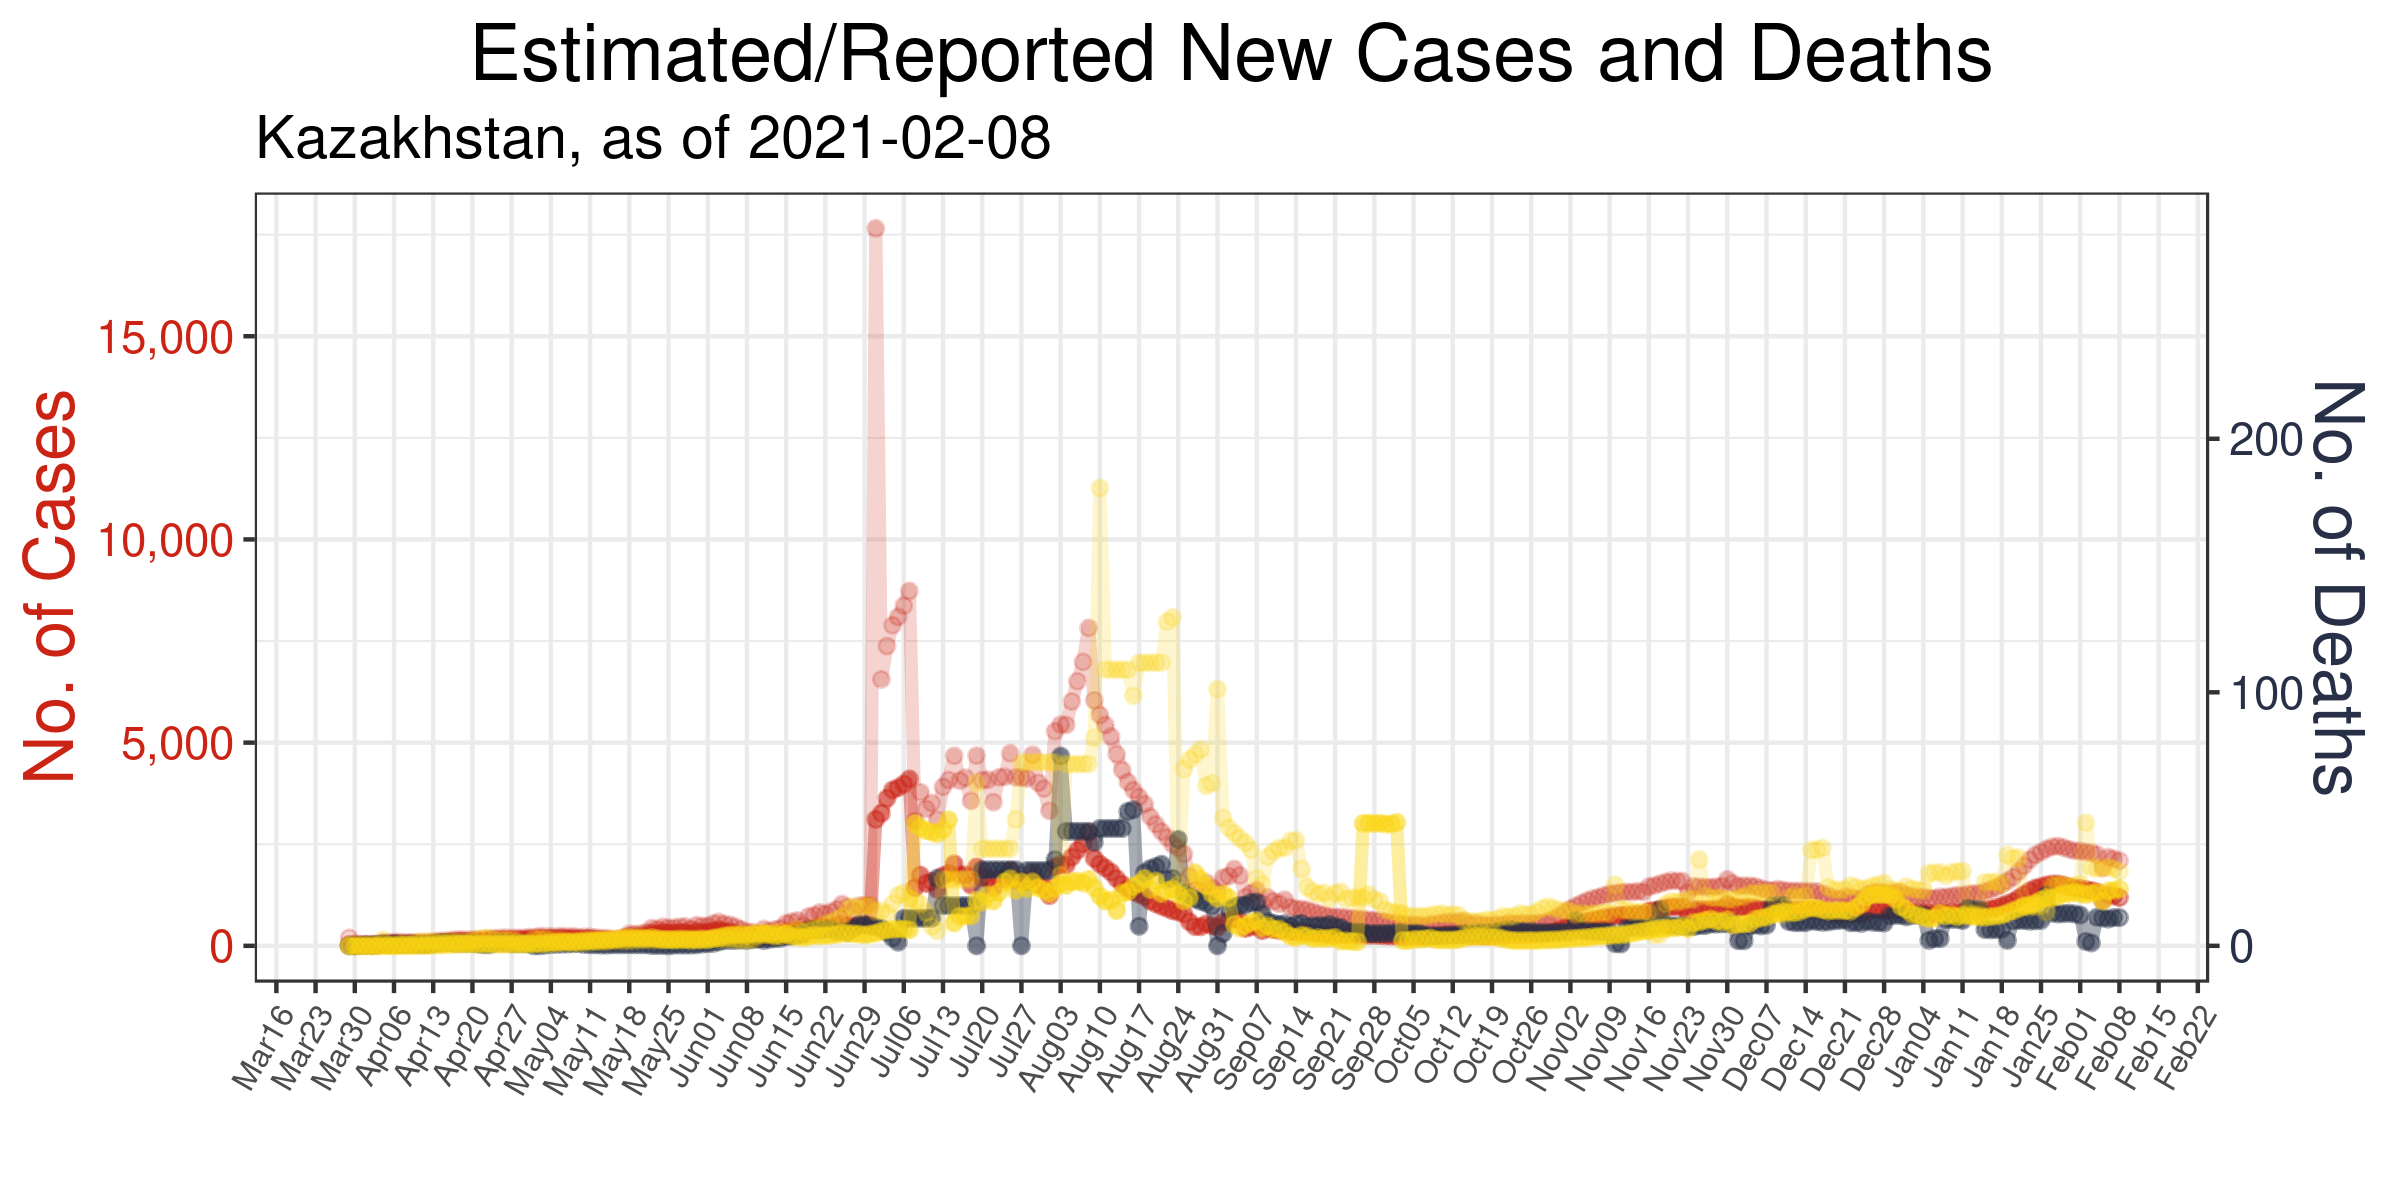 Estimated/Reported New Cases and Deaths
Kazakhstan, as of 2021-02-08
No. of Cases
15,000
10,000
5,000
0
200
100
0
No. of Deaths
Mar16
Mar23
Mar30
Apr06
Apr13
Apr20
Apr27
May04
May11
May18
May25
Jun01
Jun08
Jun15
Jun22
Jun29
Jul06
Jul13
Jul20
Jul27
Aug03
Aug10
Aug17
Aug24
Aug31
Sep07
Sep14
Sep21
Sep28
Oct05
Oct12
Oct19
Oct26
Nov02
Nov09
Nov16
Nov23
Nov30
Dec07
Dec14
Dec21
Dec28
Dec04
Jan11
Jan18
Jan25
Feb01
Feb08
Feb15
Feb22